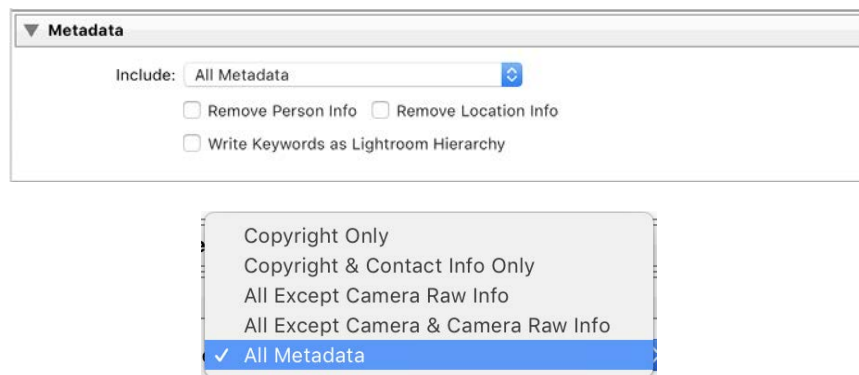 Metadata
Include: All Metadata
Remove Person Info Remove Location Info
Write Keywords as Lightroom Hierarchy
Copyright Only
Copyright & Contact Info Only
All Except Camera Raw Info
All Except Camera & Camera Raw Info
All Metadata